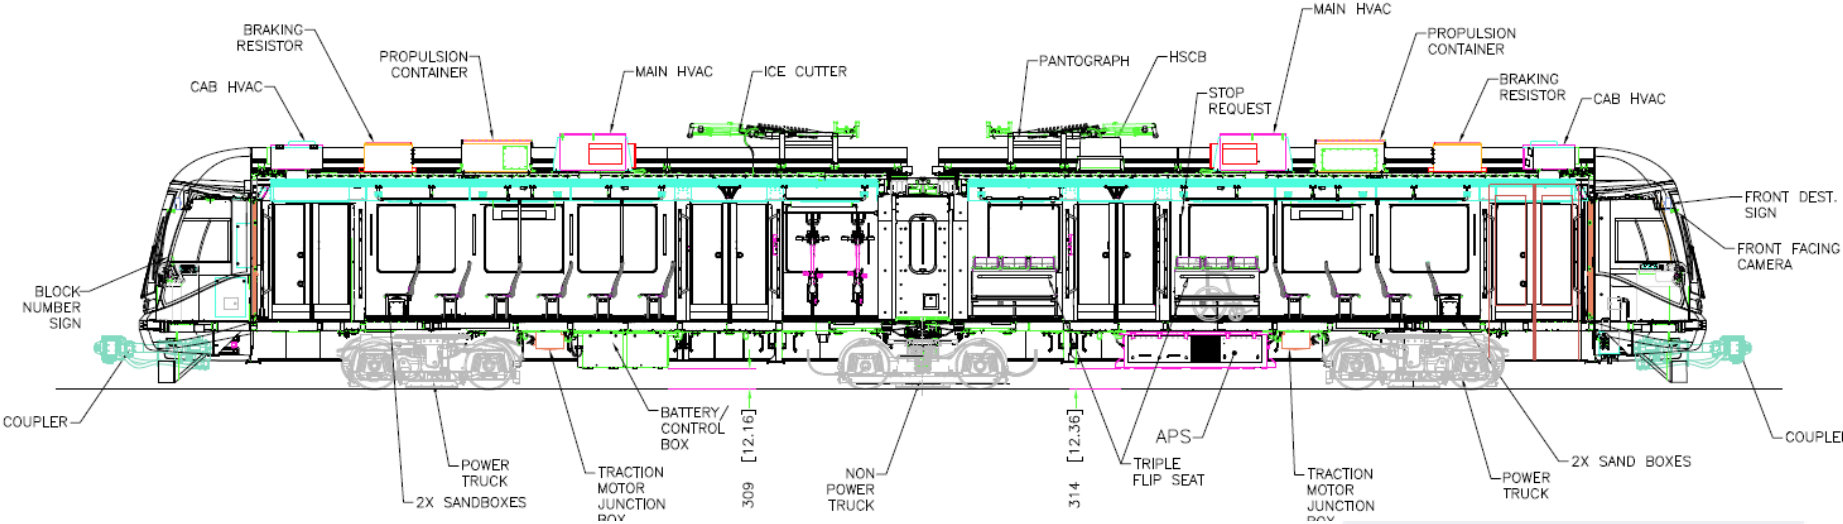 MAIN HVAC
BRAKING
RESISTOR
PROPULSION
CONTAINER
PROPULSION
CONTAINER
MAIN HVAC
ICE CUTTER
PANTOGRAPH
HSCB
CAB HVAC
STOP
REQUEST
BRAKING
RESISTOR
CAB HVAC
FRONT DEST.
SIGN
FRONT FACING
CAMERA
BLOCK
NUMBER
SIGN
COUPLER
POWER
TRUCK
2X SANDBOXES
TRACTION
MOTOR
JUNCTION
BOX
BATTERY/
CONTROL
BOX
309 [12.16]
NON
POWER
TRUCK
314 [12.36]
TRIPLE
FLIP SEAT
APS
TRACTION
MOTOR
JUNCTION
BOX
POWER
TRUCK
2X SAND BOXES
COUPLE